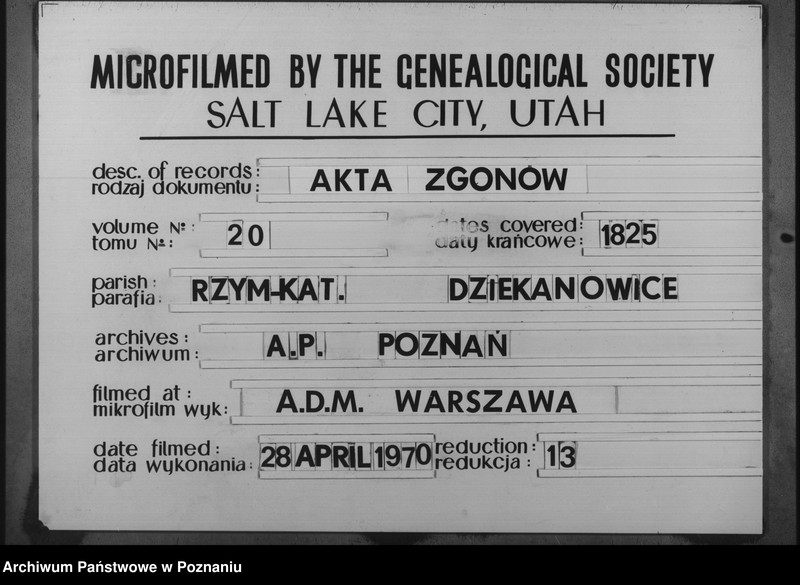 MICROFILMED BY THE GENEALOGICAL SOCIETY
SALT LAKE CITY, UTAH
desc. of records: AKTA ZGONÓW
rodzaj dokumentu:
volume Nº: 20 dates covered: 1825
tomu Nº: daty krańcowe:
parish: RZYM-KAT. DZIEKANOWICE
parafia:
archives: A.P. POZNAŃ
archiwum:
filmed at: A.D.M. WARSZAWA
mikrofilm wyk:
date filmed: 28 APRIL 1970 reduction: 13
data wykonania: redukcja:
Archiwum Państwowe w Poznaniu